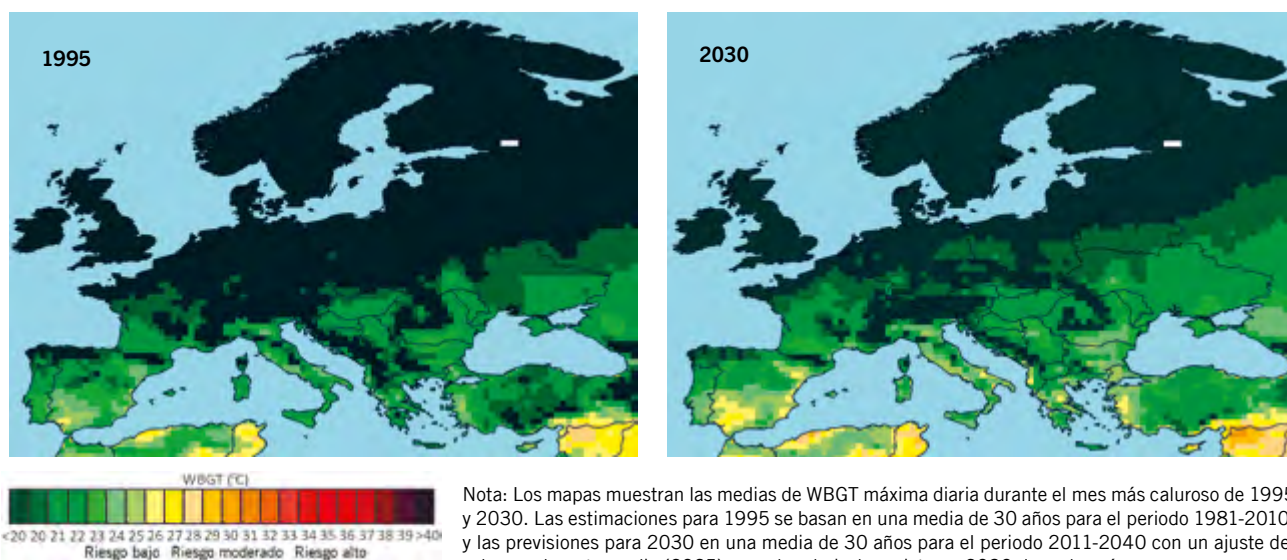 1995
2030
WBGT (°C)
<20 20 21 22 23 24 25 26 27 28 29 30 31 32 33 34 35 36 37 38 39 >40
Riesgo bajo Riesgo moderado Riesgo alto
Nota: Los mapas muestran las medias de WBGT máxima diaria durante el mes más caluroso de 1995
y 2030. Las estimaciones para 1995 se basan en una media de 30 años para el periodo 1981-2010
y las previsiones para 2030 en una media de 30 años para el periodo 2011-2040 con un ajuste d